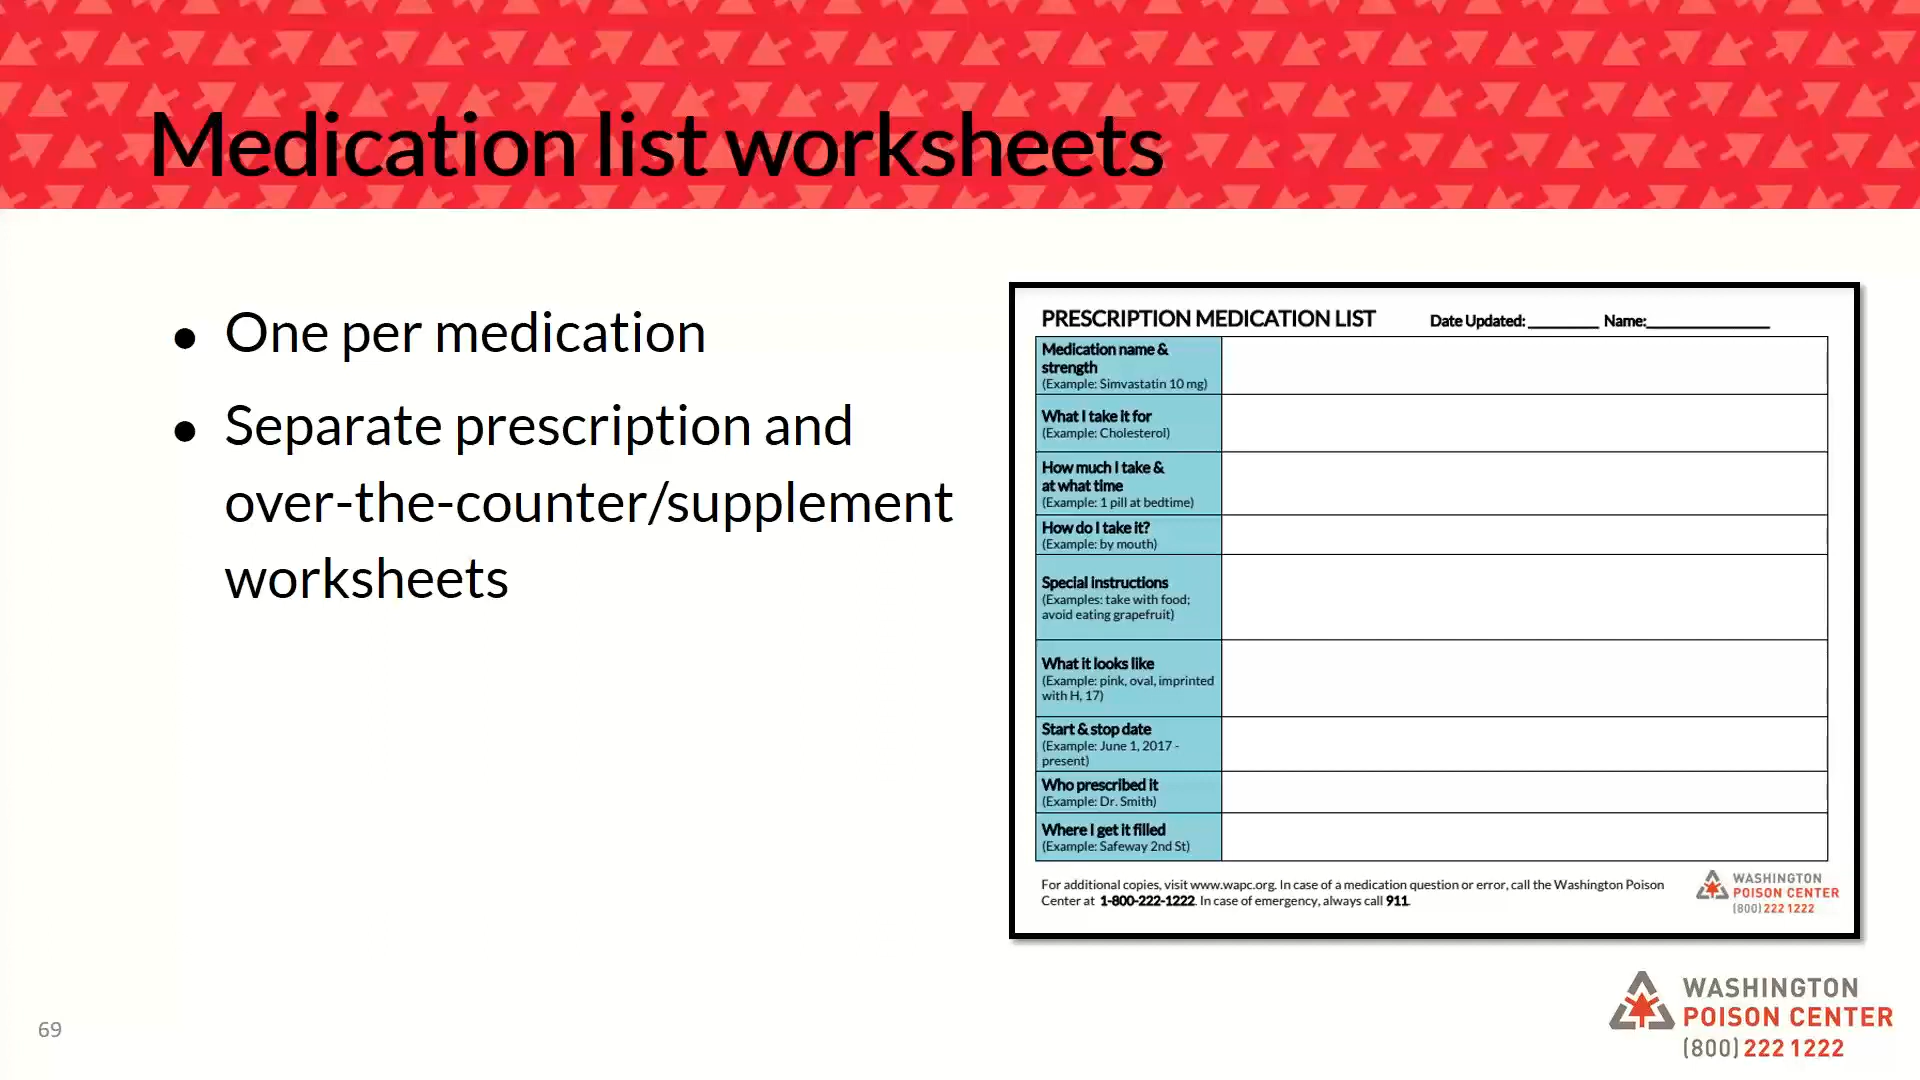 Medication list worksheets
• One per medication
• Separate prescription and
over-the-counter/supplement
worksheets
PRESCRIPTION MEDICATION LIST Date Updated: __________ Name:__________________
Medication name &
strength
(Example: Simvastatin 10 mg)
What I take it for
(Example: Cholesterol)
How much I take &
at what time
(Example: 1 pill at bedtime)
How do I take it?
(Example: by mouth)
Special instructions
(Examples: take with food;
avoid eating grapefruit)
What it looks like
(Example: pink, oval, imprinted
with H, 17)
Start & stop date
(Example: June 1, 2017 -
present)
Who prescribed it
(Example: Dr. Smith)
Where I get it filled
(Example: Safeway 2nd St)
For additional copies, visit www.wapc.org. In case of a medication question or error, call the Washington Poison
Center at 1-800-222-1222. In case of emergency, always call 911.
WASHINGTON
POISON CENTER
(800) 222 1222
69
WASHINGTON
POISON CENTER
(800) 222 1222